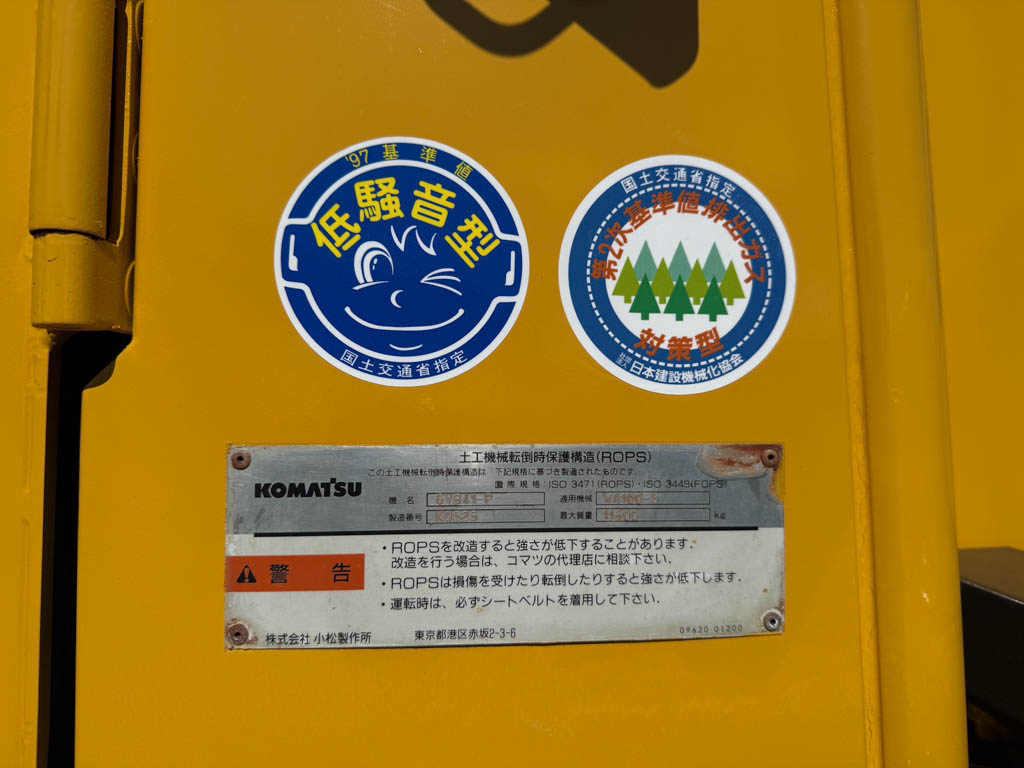 '97基準値
低騒音型
国土交通省指定
国土交通省指定
第2次基準値排出ガス
対策型
社団法人 日本建設機械化協会
土工機械転倒時保護構造(ROPS)
この土工機械転倒時保護構造は、下記規格に基づき製造されたものです。
国際規格:ISO 3471(ROPS)・ISO 3449(FOPS)
KOMATSU
機名 適用機械
製造番号 最大質量 kg
警告
・ROPSを改造すると強さが低下することがあります.
改造を行う場合は、コマツの代理店に相談下さい.
・ROPSは損傷を受けたり転倒したりすると強さが低下します.
・運転時は、必ずシートベルトを着用して下さい.
株式会社 小松製作所 東京都港区赤坂2-3-6 09620-01200